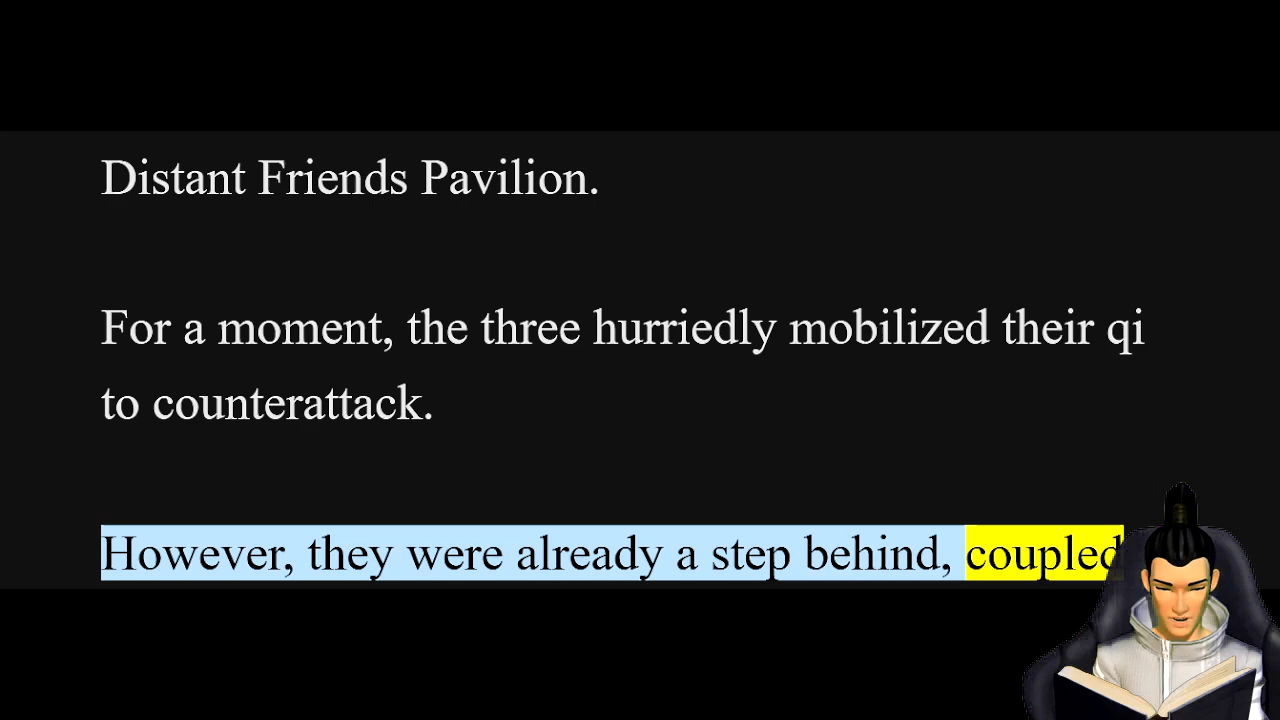 Distant Friends Pavilion.
For a moment, the three hurriedly mobilized their qi
to counterattack.
However, they were already a step behind, coupled